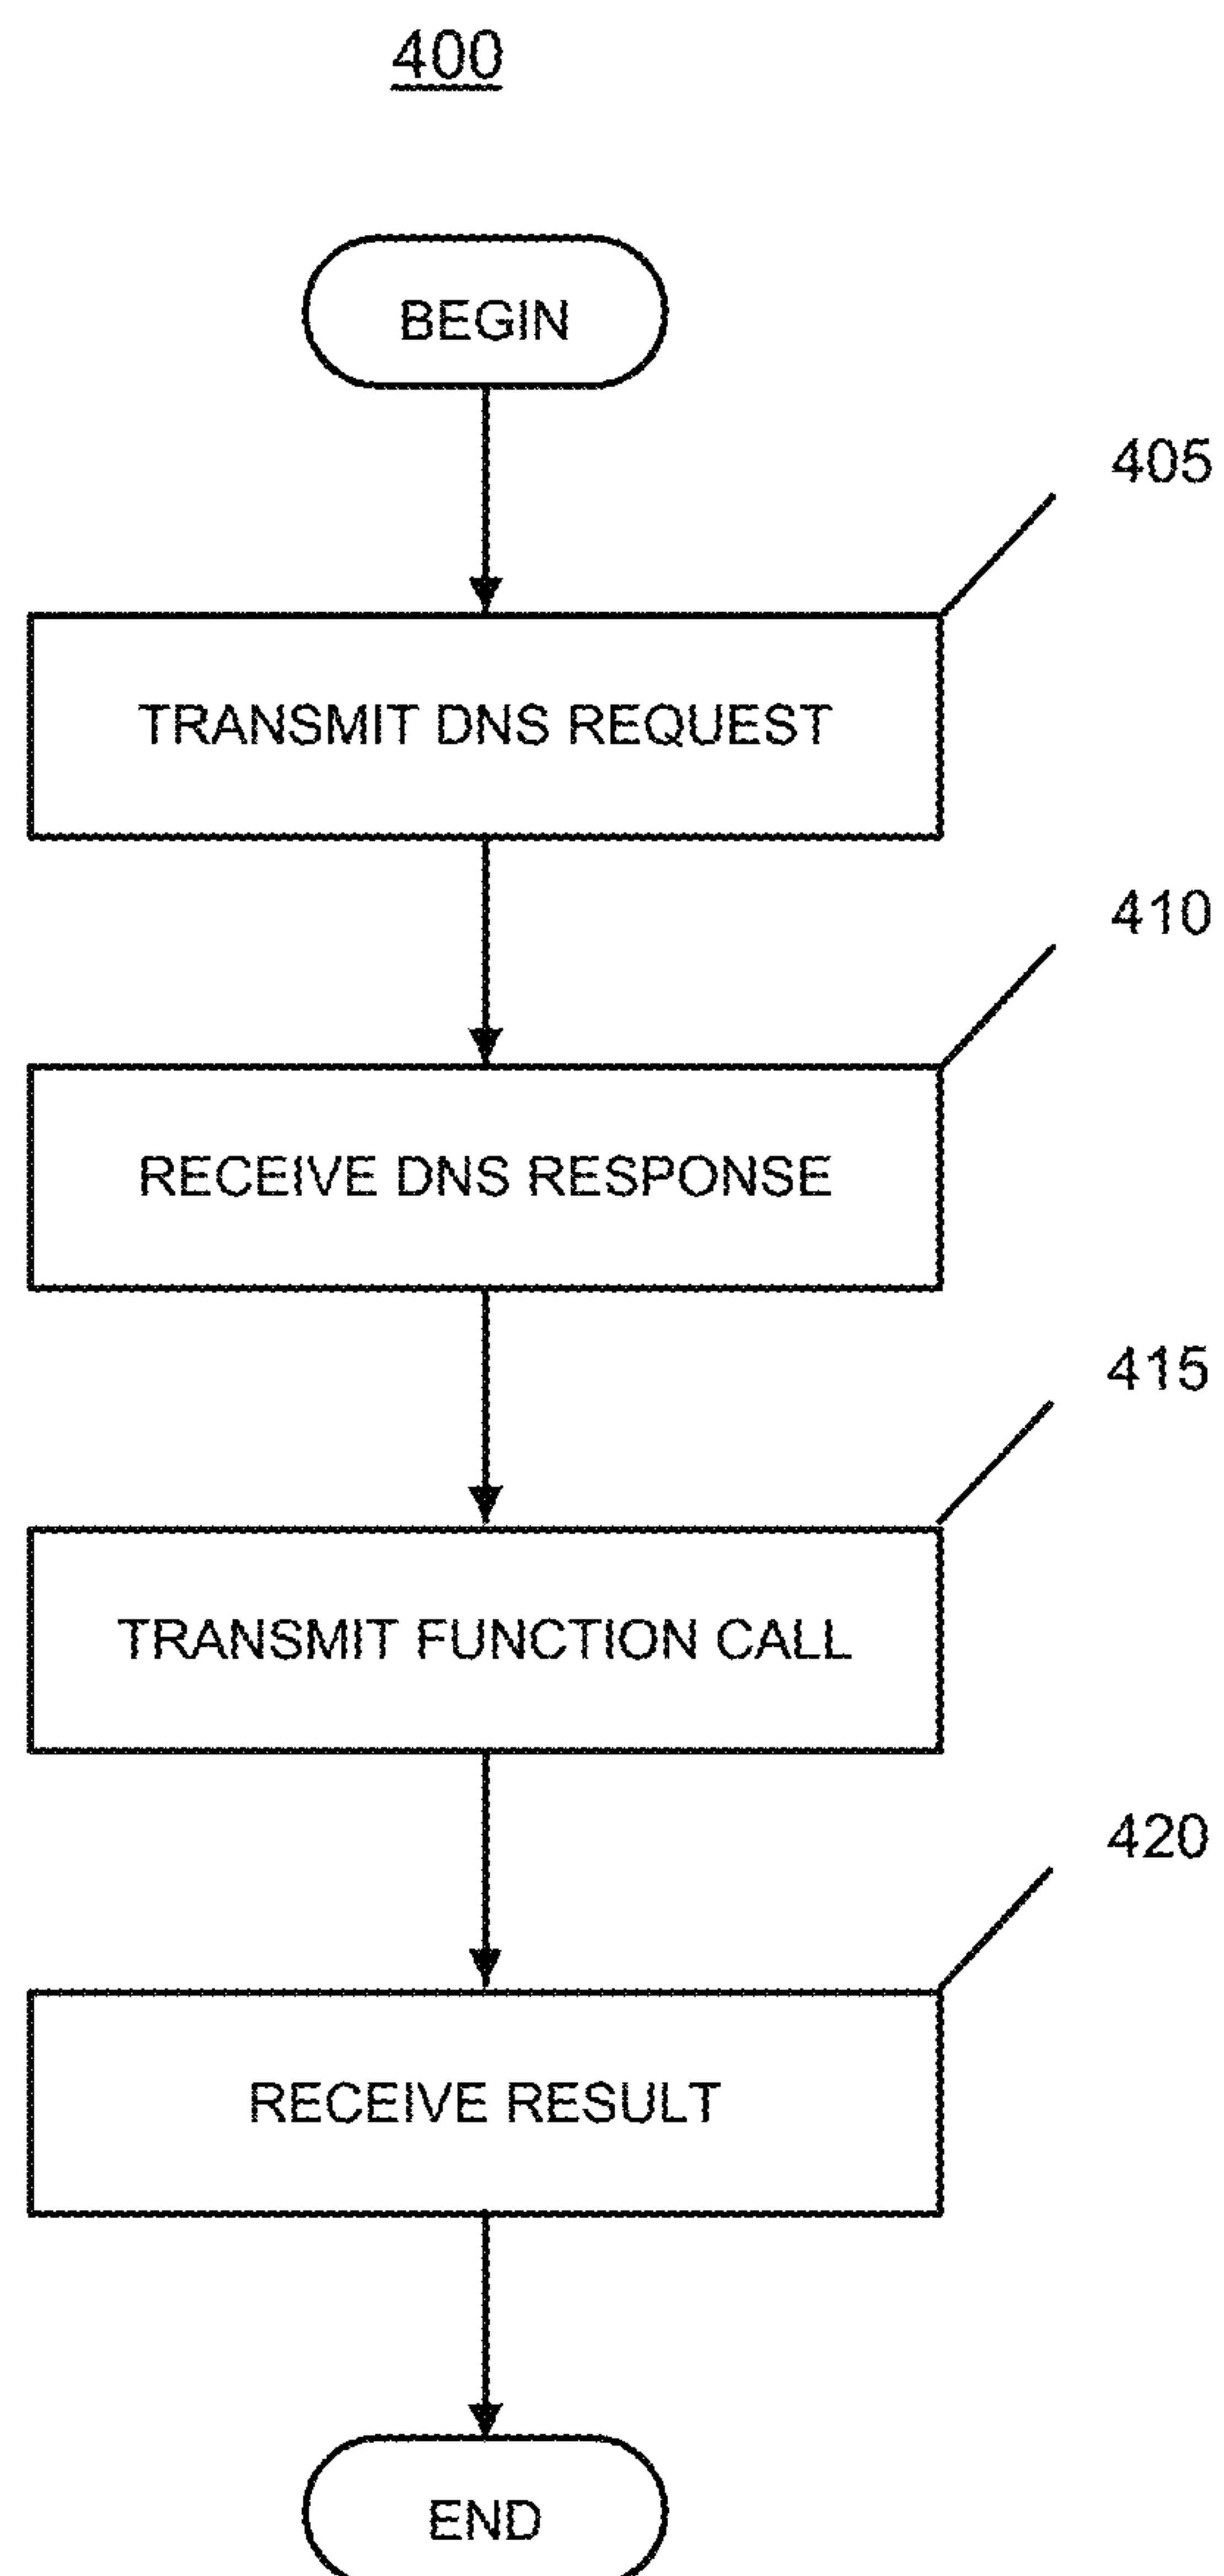 400
BEGIN
405
TRANSMIT DNS REQUEST
410
RECEIVE DNS RESPONSE
415
TRANSMIT FUNCTION CALL
420
RECEIVE RESULT
END